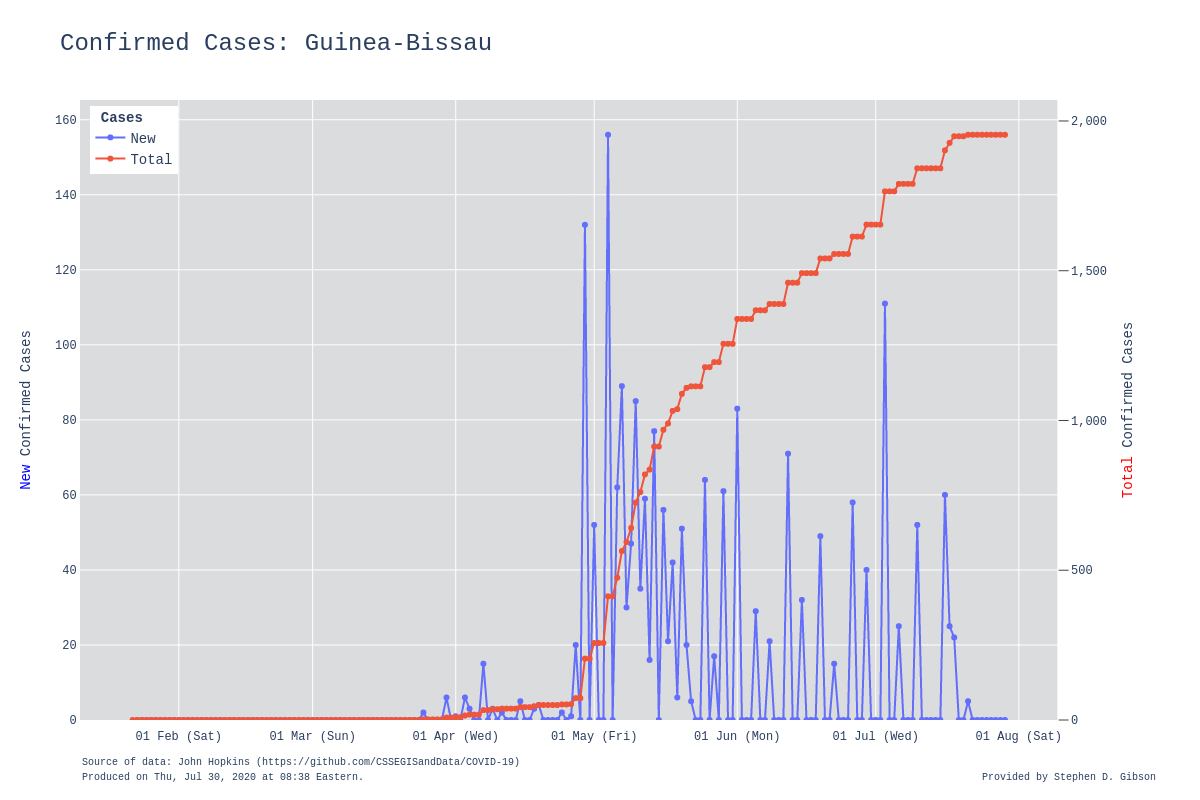 Confirmed Cases: Guinea-Bissau
Cases
New
Total
160
140
120
100
80
60
40
20
0
2,000
1,500
1,000
500
0
New Confirmed Cases
Total Confirmed Cases
01 Feb (Sat)
01 Mar (Sun)
01 Apr (Wed)
01 May (Fri)
01 Jun (Mon)
01 Jul (Wed)
01 Aug (Sat)
Source of data: John Hopkins (https://github.com/CSSEGISandData/COVID-19)
Produced on Thu, Jul 30, 2020 at 08:38 Eastern.
Provided by Stephen D. Gibson